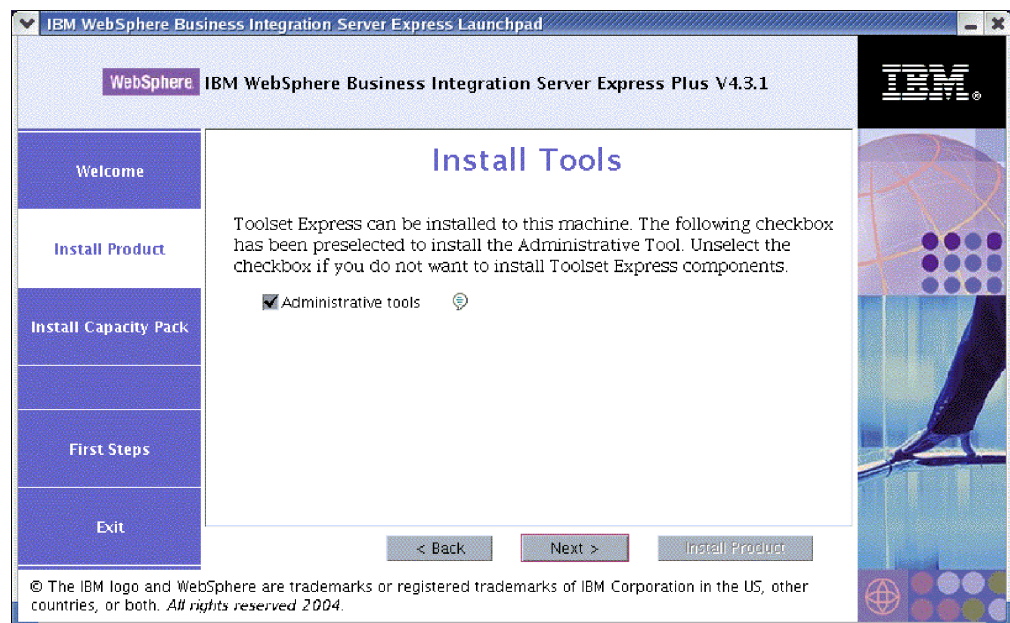 IBM WebSphere Business Integration Server Express Launchpad
WebSphere. IBM WebSphere Business Integration Server Express Plus V4.3.1
IBM®
Welcome
Install Product
Install Capacity Pack
First Steps
Exit
Install Tools
Toolset Express can be installed to this machine. The following checkbox
has been preselected to install the Administrative Tool. Unselect the
checkbox if you do not want to install Toolset Express components.
Administrative tools
< Back
Next >
Install Product
© The IBM logo and WebSphere are trademarks or registered trademarks of IBM Corporation in the US, other
countries, or both. All rights reserved 2004.